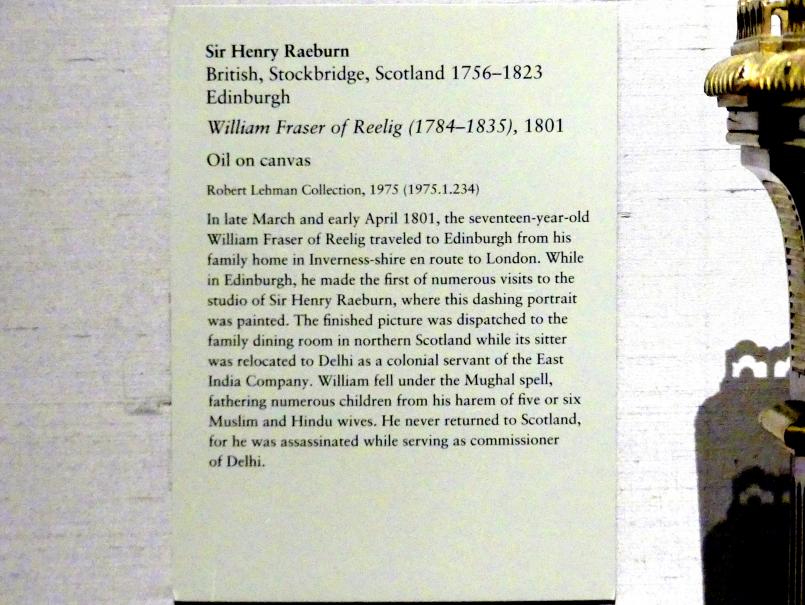 Sir Henry Raeburn
British, Stockbridge, Scotland 1756–1823
Edinburgh
William Fraser of Reelig (1784–1835), 1801
Oil on canvas
Robert Lehman Collection, 1975 (1975.1.234)
In late March and early April 1801, the seventeen-year-old
William Fraser of Reelig traveled to Edinburgh from his
family home in Inverness-shire en route to London. While
in Edinburgh, he made the first of numerous visits to the
studio of Sir Henry Raeburn, where this dashing portrait
was painted. The finished picture was dispatched to the
family dining room in northern Scotland while its sitter
was relocated to Delhi as a colonial servant of the East
India Company. William fell under the Mughal spell,
fathering numerous children from his harem of five or six
Muslim and Hindu wives. He never returned to Scotland,
for he was assassinated while serving as commissioner
of Delhi.